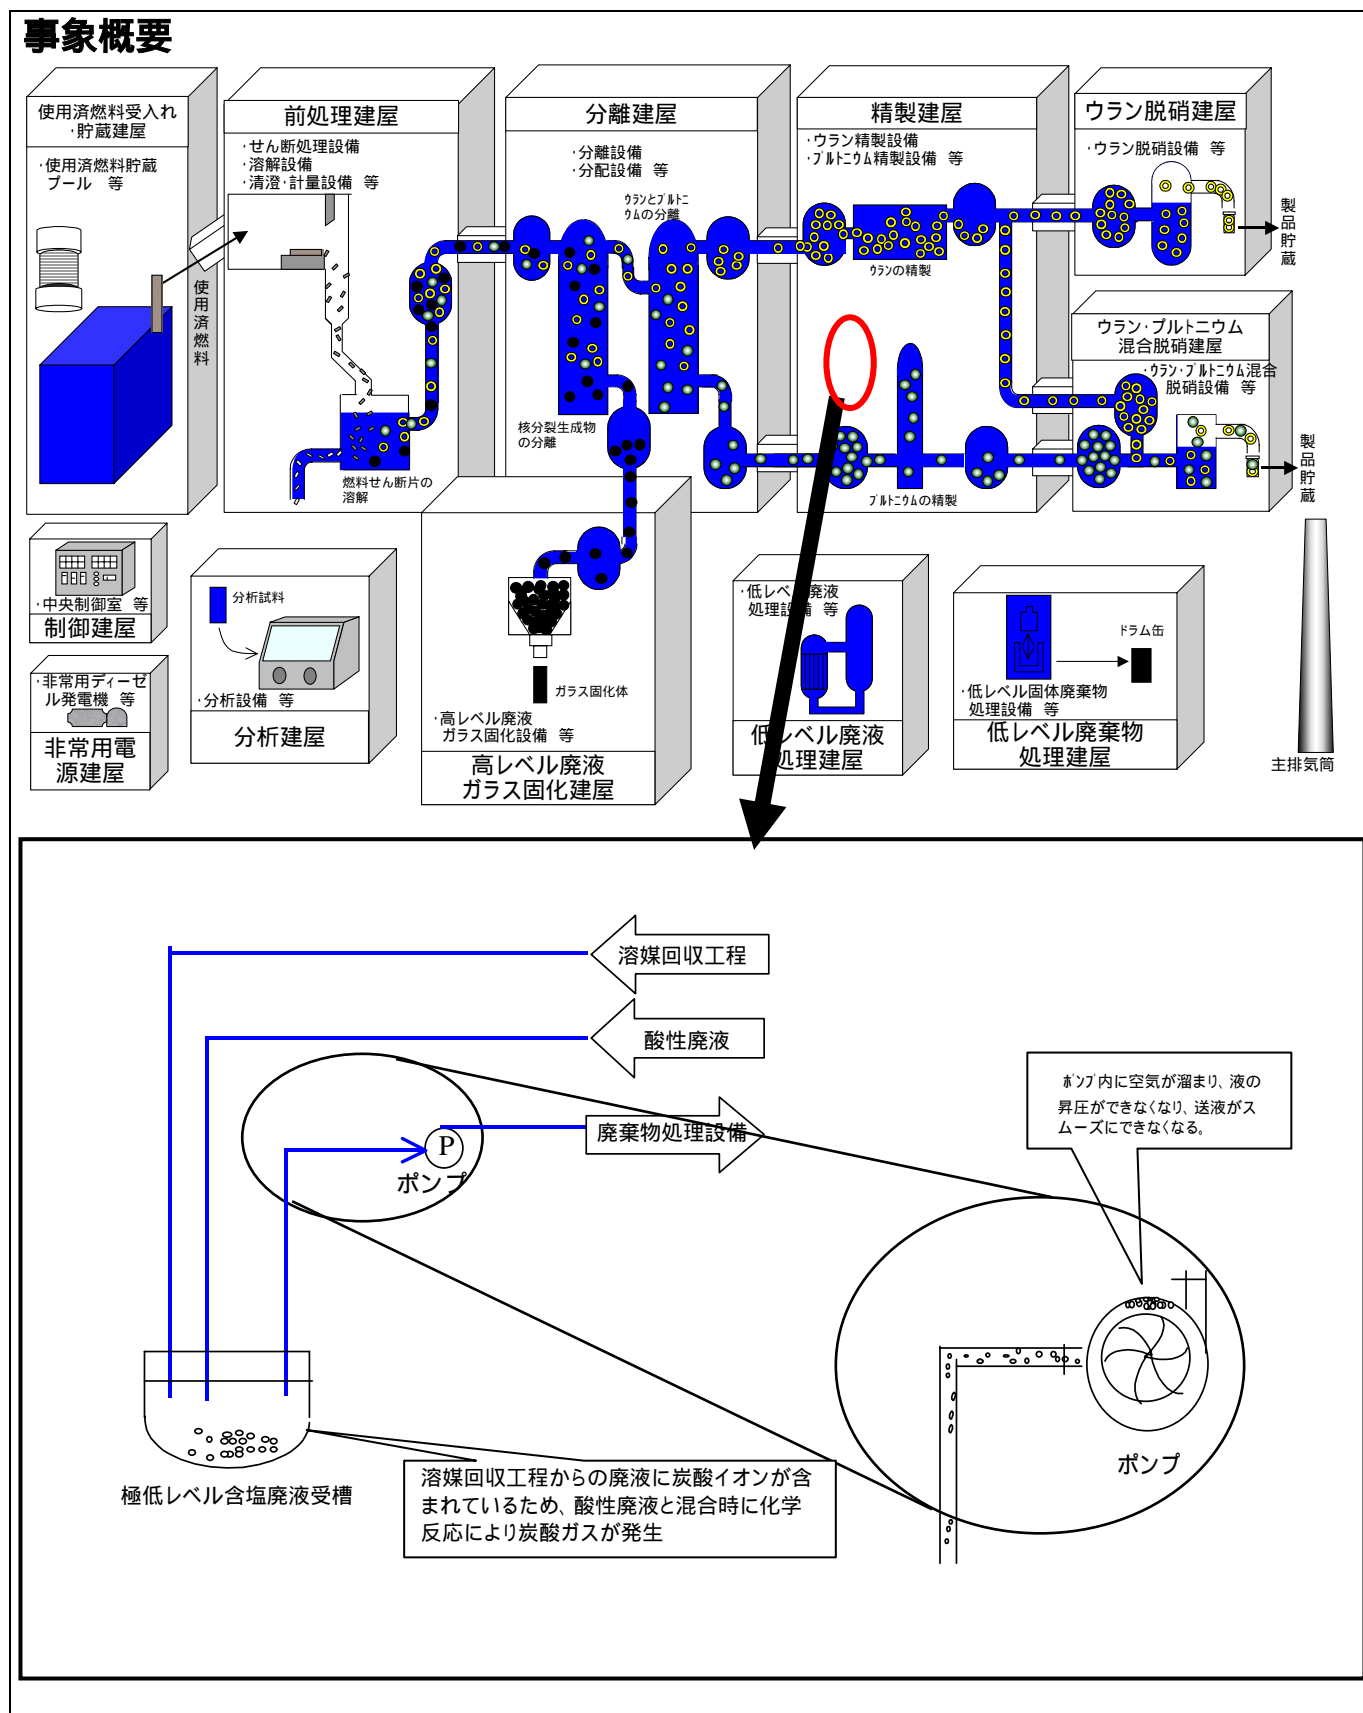 事象概要
使用済燃料受入れ
・貯蔵建屋
・使用済燃料貯蔵
プール 等
使用済燃料
前処理建屋
・せん断処理設備
・溶解設備
・清澄・計量設備 等
燃料せん断片の
溶解
分離建屋
・分離設備
・分配設備 等
ウランとプルトニ
ウムの分離
核分裂生成物
の分離
精製建屋
・ウラン精製設備
・プルトニウム精製設備 等
ウランの精製
プルトニウムの精製
ウラン脱硝建屋
・ウラン脱硝設備 等
製品貯蔵
ウラン・プルトニウム
混合脱硝建屋
・ウラン・プルトニウム混合
脱硝設備 等
製品貯蔵
・中央制御室 等
制御建屋
・非常用ディーゼ
ル発電機 等
非常用電
源建屋
分析試料
・分析設備 等
分析建屋
ガラス固化体
・高レベル廃液
ガラス固化設備 等
高レベル廃液
ガラス固化建屋
・低レベル廃液
処理設備 等
低レベル廃液
処理建屋
ドラム缶
・低レベル固体廃棄物
処理設備 等
低レベル廃棄物
処理建屋
主排気筒
溶媒回収工程
酸性廃液
廃棄物処理設備
P
ポンプ
ポンプ内に空気が溜まり、液の
昇圧ができなくなり、送液がス
ムーズにできなくなる。
ポンプ
極低レベル含塩廃液受槽
溶媒回収工程からの廃液に炭酸イオンが含
まれているため、酸性廃液と混合時に化学
反応により炭酸ガスが発生